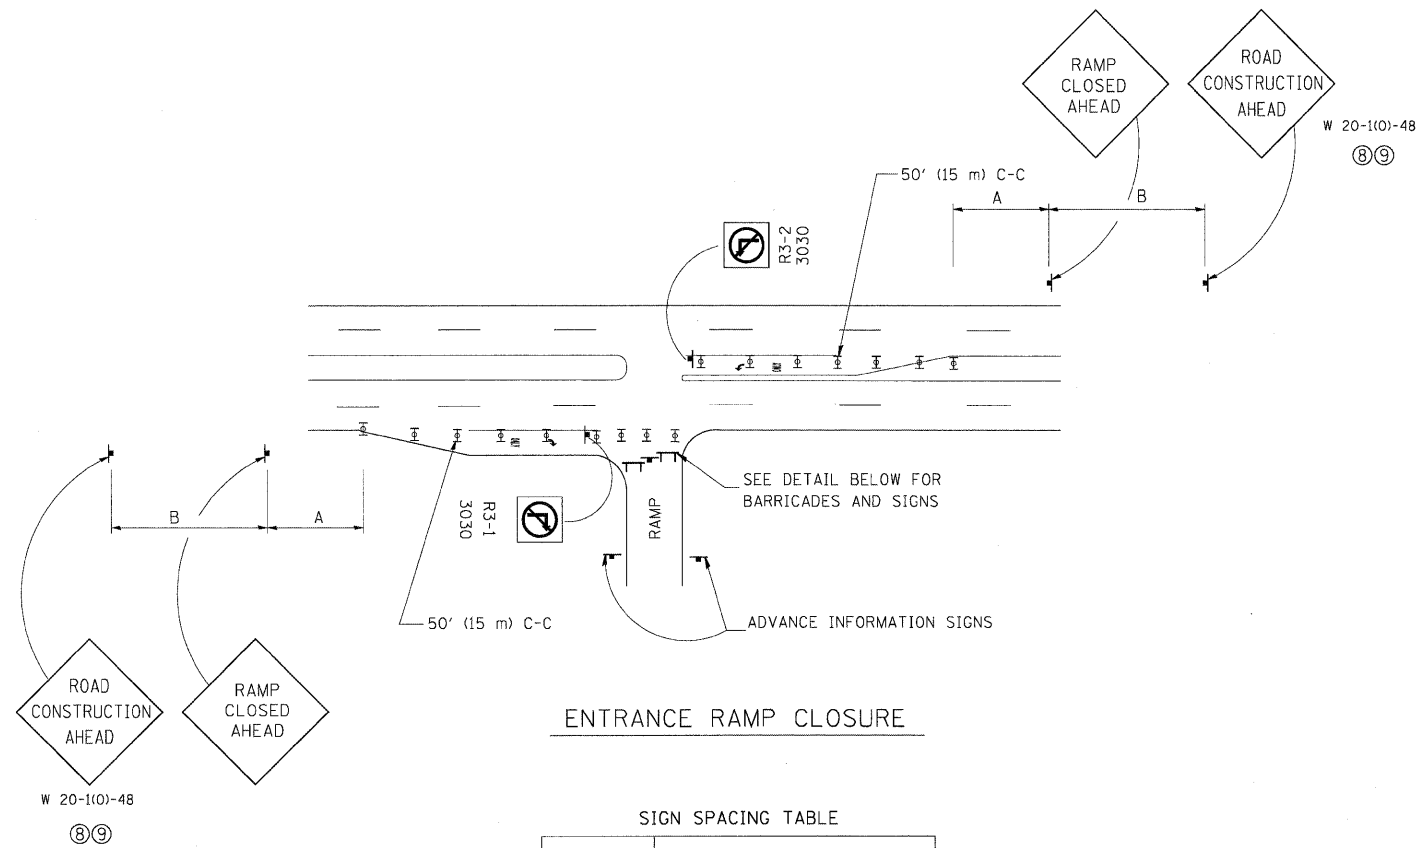 RAMP
CLOSED
AHEAD
ROAD
CONSTRUCTION
AHEAD
W 20-1(O)-48
⑧⑨
50' (15 m) C-C
A
B
R3-2
3030
SEE DETAIL BELOW FOR
BARRICADES AND SIGNS
B
A
R3-1
3030
RAMP
50' (15 m) C-C
ADVANCE INFORMATION SIGNS
ROAD
CONSTRUCTION
AHEAD
RAMP
CLOSED
AHEAD
W 20-1(O)-48
⑧⑨
ENTRANCE RAMP CLOSURE
SIGN SPACING TABLE